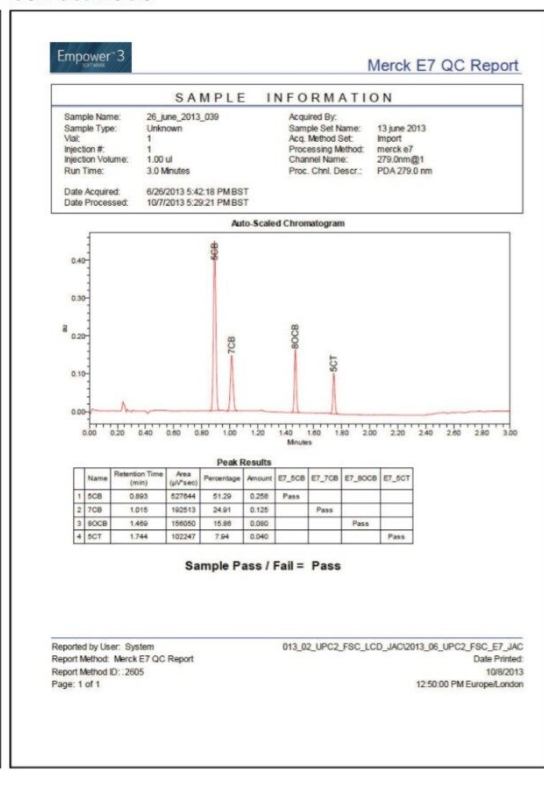 Empower™3
SOFTWARE
Merck E7 QC Report
SAMPLE INFORMATION
Sample Name: 26_june_2013_039
Sample Type: Unknown
Vial: 1
Injection #: 1
Injection Volume: 1.00 ul
Run Time: 3.0 Minutes
Date Acquired: 6/26/2013 5:42:18 PM BST
Date Processed: 10/7/2013 5:29:21 PM BST
Acquired By:
Sample Set Name: 13 june 2013
Acq. Method Set: Import
Processing Method: merck e7
Channel Name: 279.0nm@1
Proc. Chnl. Descr.: PDA 279.0 nm
Auto-Scaled Chromatogram
5CB
7CB
8OCB
5CT
au
0.40
0.30
0.20
0.10
0.00
0.00 0.20 0.40 0.60 0.80 1.00 1.20 1.40 1.60 1.80 2.00 2.20 2.40 2.60 2.80 3.00
Minutes
Peak Results
Name Retention Time (min) Area (µV*sec) Percentage Amount E7_5CB E7_7CB E7_8OCB E7_5CT
1 5CB 0.893 527644 51.29 0.258 Pass
2 7CB 1.015 192513 24.91 0.125 Pass
3 8OCB 1.469 156050 15.86 0.080 Pass
4 5CT 1.744 102247 7.94 0.040 Pass
Sample Pass / Fail = Pass
Reported by User: System
Report Method: Merck E7 QC Report
Report Method ID: 2605
Page: 1 of 1
013_02_UPC2_FSC_LCD_JAC\2013_06_UPC2_FSC_E7_JAC
Date Printed:
10/8/2013
12:50:00 PM Europe/London